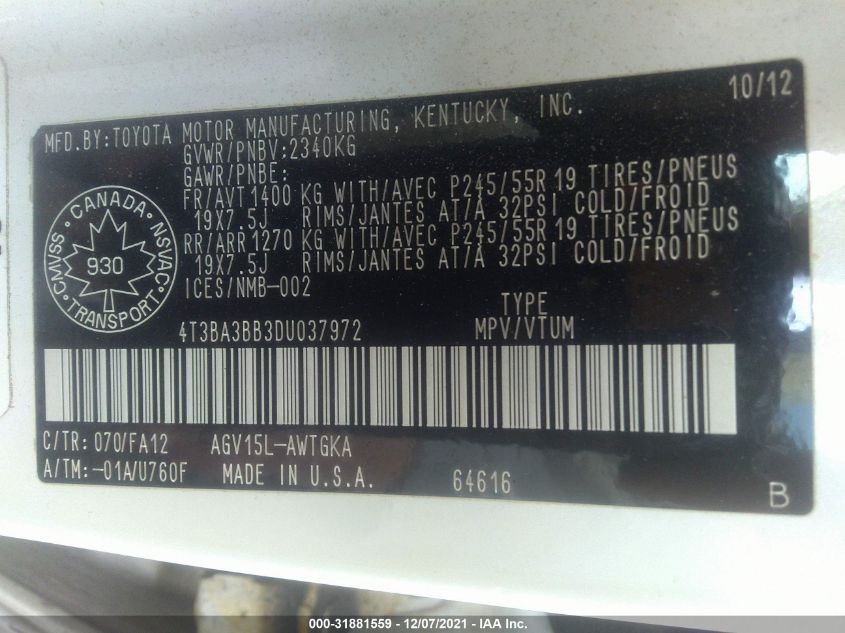 10/12
MFD.BY:TOYOTA MOTOR MANUFACTURING, KENTUCKY, INC.
GVWR/PNBV:2340KG
GAWR/PNBE:
FR/AVT 1400 KG WITH/AVEC P245/55R 19 TIRES/PNEUS
19X7.5J RIMS/JANTES AT/À 32PSI COLD/FROID
RR/ARR 1270 KG WITH/AVEC P245/55R 19 TIRES/PNEUS
19X7.5J RIMS/JANTES AT/À 32PSI COLD/FROID
ICES/NMB-002
CANADA
CMVSS
NSVAC
930
TRANSPORT
TYPE
4T3BA3BB3DU037972 MPV/VTUM
C/TR: 070/FA12 AGV15L-AWTGKA
A/TM:-01A/U760F MADE IN U.S.A. 64616
B
000-31881559 - 12/07/2021 - IAA Inc.